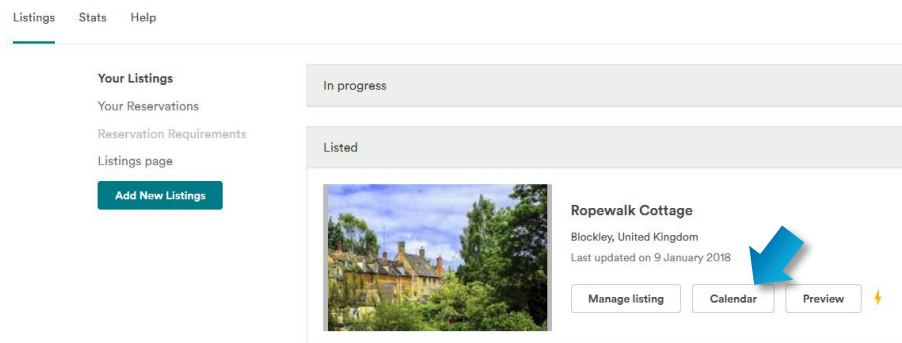 Listings Stats Help
Your Listings
Your Reservations
Reservation Requirements
Listings page
Add New Listings
In progress
Listed
Ropewalk Cottage
Blockley, United Kingdom
Last updated on 9 January 2018
Manage listing Calendar Preview